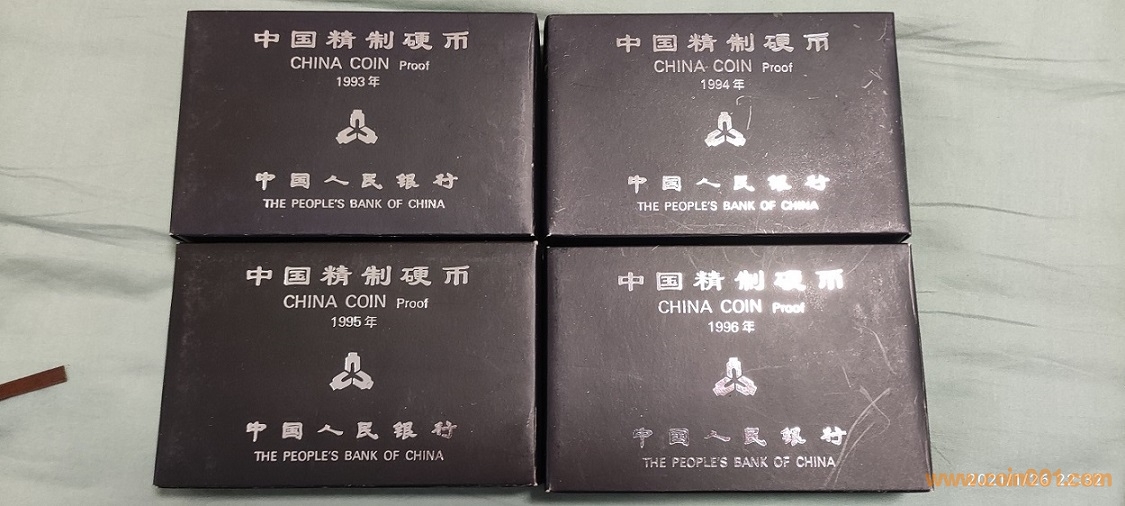 中国精制硬币
CHINA COIN Proof
1993年
中国人民银行
THE PEOPLE'S BANK OF CHINA
中国精制硬币
CHINA COIN Proof
1994年
中国人民银行
THE PEOPLE'S BANK OF CHINA
中国精制硬币
CHINA COIN Proof
1995年
中国人民银行
THE PEOPLE'S BANK OF CHINA
中国精制硬币
CHINA COIN Proof
1996年
中国人民银行
THE PEOPLE'S BANK OF CHINA